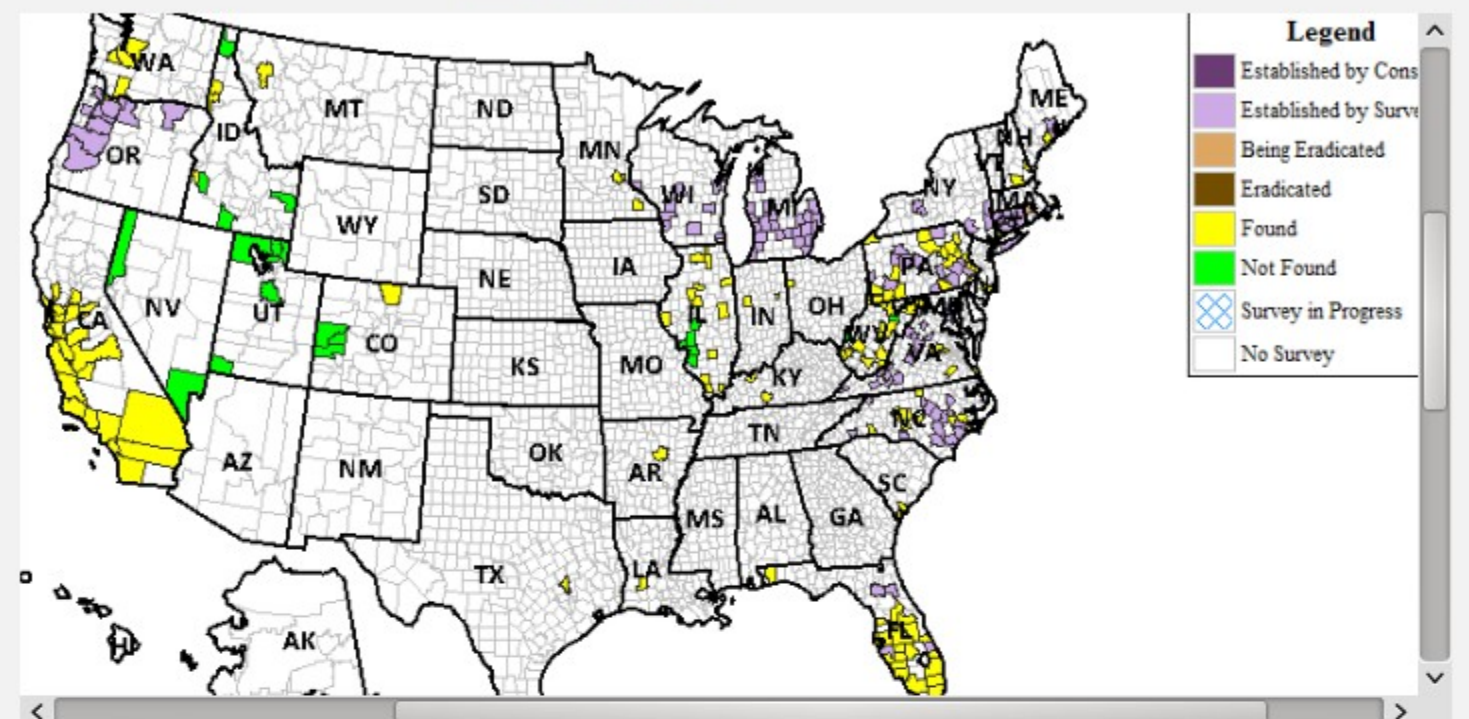 Legend
Established by Cons
Established by Surve
Being Eradicated
Eradicated
Found
Not Found
Survey in Progress
No Survey
WA
MT
ND
MN
ME
NH
ID
OR
SD
WI
MI
NY
MA
WY
NE
IA
PA
NV
UT
CO
IL
IN
OH
WV
VA
CA
KS
MO
KY
NC
TN
AZ
NM
OK
AR
SC
MS
AL
GA
TX
LA
FL
HI
AK